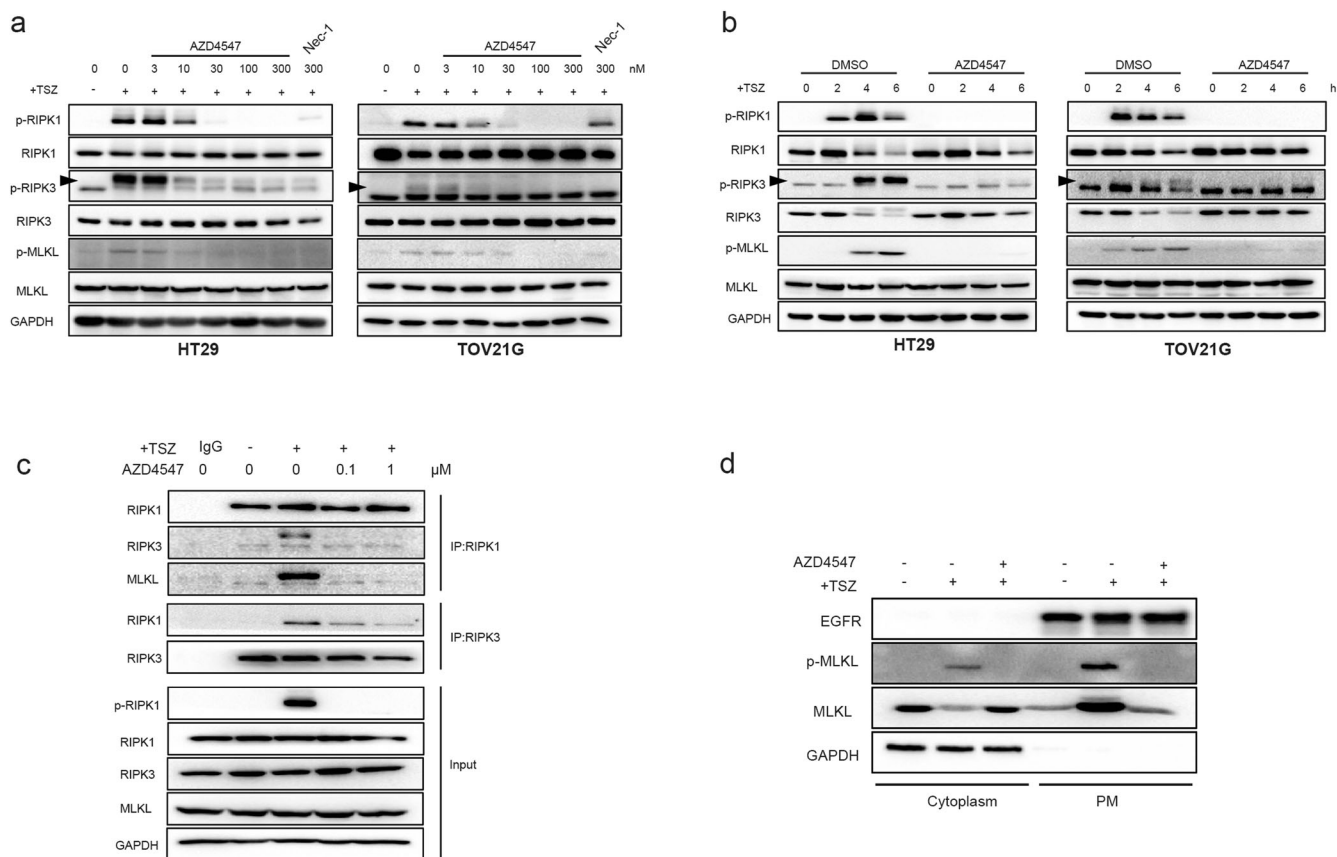 a
AZD4547 Nec-1 AZD4547 Nec-1
0 0 3 10 30 100 300 300 0 0 3 10 30 100 300 300 nM
+TSZ - + + + + + + + - + + + + + + +
p-RIPK1
RIPK1
p-RIPK3
RIPK3
p-MLKL
MLKL
GAPDH
HT29 TOV21G
b
DMSO AZD4547 DMSO AZD4547
+TSZ 0 2 4 6 0 2 4 6 0 2 4 6 0 2 4 6 h
p-RIPK1
RIPK1
p-RIPK3
RIPK3
p-MLKL
MLKL
GAPDH
HT29 TOV21G
c
+TSZ IgG - + + +
AZD4547 0 0 0 0.1 1 μM
RIPK1
RIPK3 IP:RIPK1
MLKL
RIPK1 IP:RIPK3
RIPK3
p-RIPK1
RIPK1
RIPK3 Input
MLKL
GAPDH
d
AZD4547 - - + - - +
+TSZ - + + - + +
EGFR
p-MLKL
MLKL
GAPDH
Cytoplasm PM